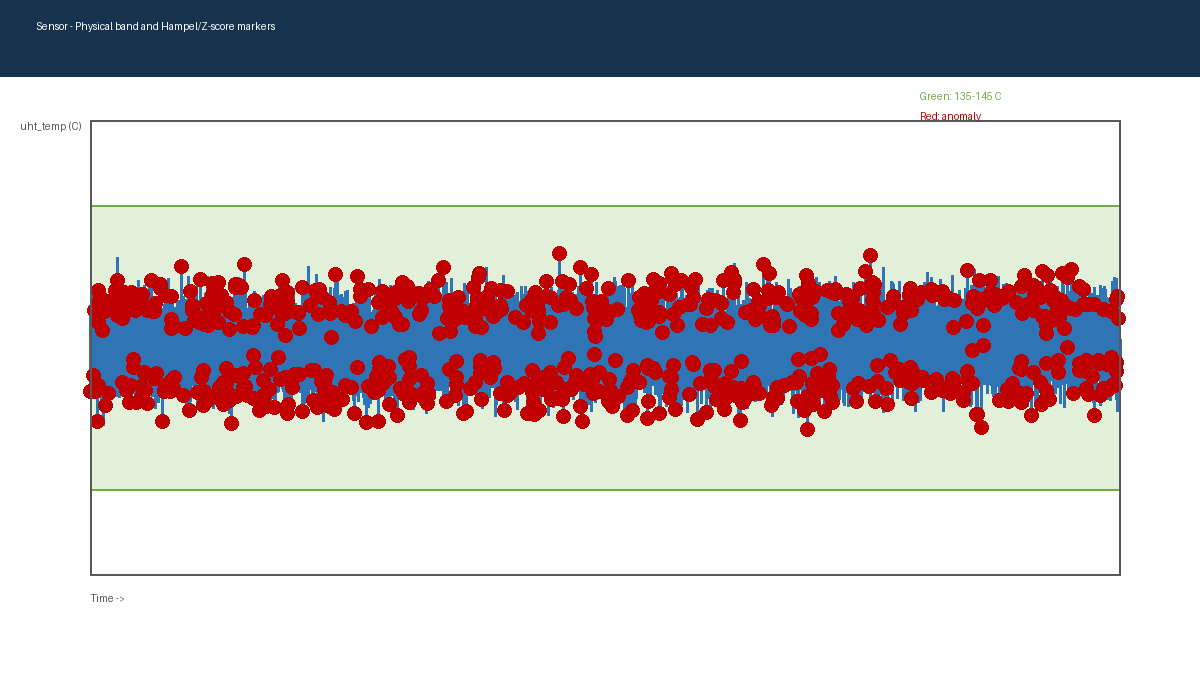 Sensor - Physical band and Hampel/Z-score markers
Green: 135-145 C
Red: anomaly
uht_temp (C)
Time ->